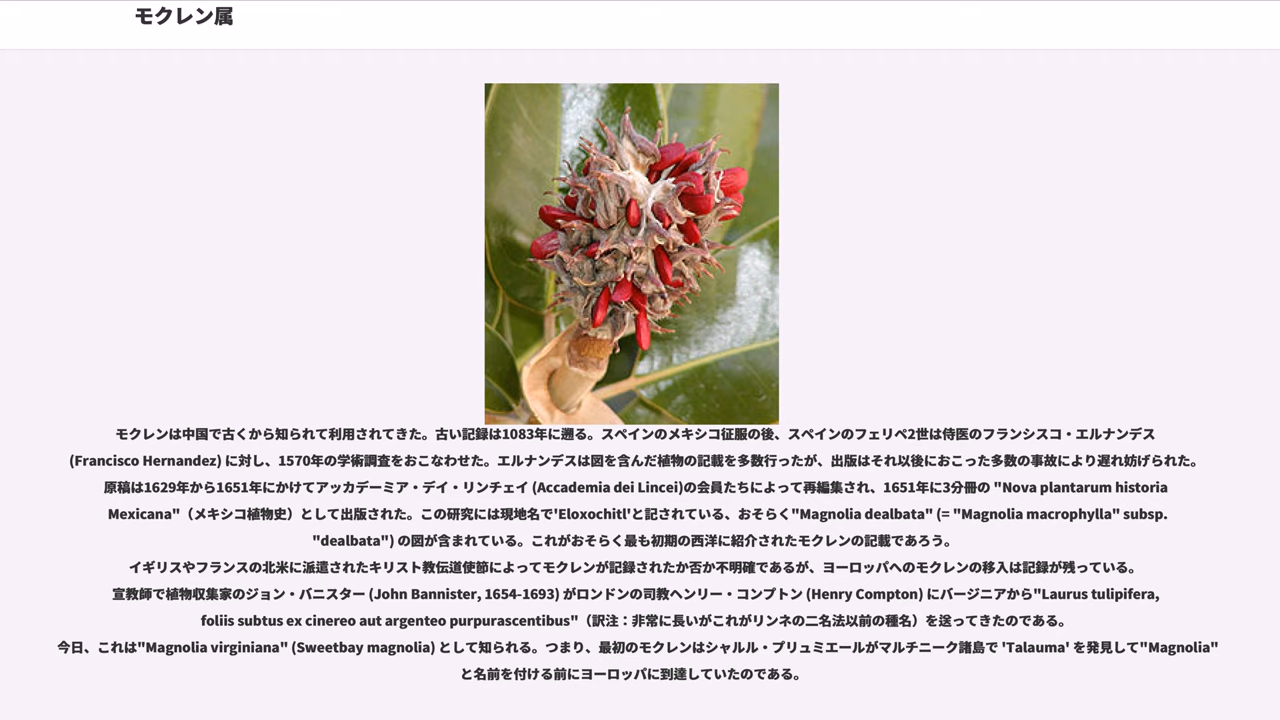 モクレン属
モクレンは中国で古くから知られて利用されてきた。古い記録は1083年に遡る。スペインのメキシコ征服の後、スペインのフェリペ2世は侍医のフランシスコ・エルナンデス
(Francisco Hernandez) に対し、1570年の学術調査をおこなわせた。エルナンデスは図を含んだ植物の記載を多数行ったが、出版はそれ以後におこった多数の事故により遅れ妨げられた。
原稿は1629年から1651年にかけてアッカデーミア・デイ・リンチェイ (Accademia dei Lincei)の会員たちによって再編集され、1651年に3分冊の "Nova plantarum historia
Mexicana"（メキシコ植物史）として出版された。この研究には現地名で'Eloxochitl'と記されている、おそらく"Magnolia dealbata" (= "Magnolia macrophylla" subsp.
"dealbata") の図が含まれている。これがおそらく最も初期の西洋に紹介されたモクレンの記載であろう。
イギリスやフランスの北米に派遣されたキリスト教伝道使節によってモクレンが記録されたか否か不明確であるが、ヨーロッパへのモクレンの移入は記録が残っている。
宣教師で植物収集家のジョン・バニスター (John Bannister, 1654-1693) がロンドンの司教ヘンリー・コンプトン (Henry Compton) にバージニアから"Laurus tulipifera,
foliis subtus ex cinereo aut argenteo purpurascentibus"（訳注：非常に長いがこれがリンネの二名法以前の種名）を送ってきたのである。
今日、これは"Magnolia virginiana" (Sweetbay magnolia) として知られる。つまり、最初のモクレンはシャルル・プリュミエールがマルチニーク諸島で 'Talauma' を発見して"Magnolia"
と名前を付ける前にヨーロッパに到達していたのである。